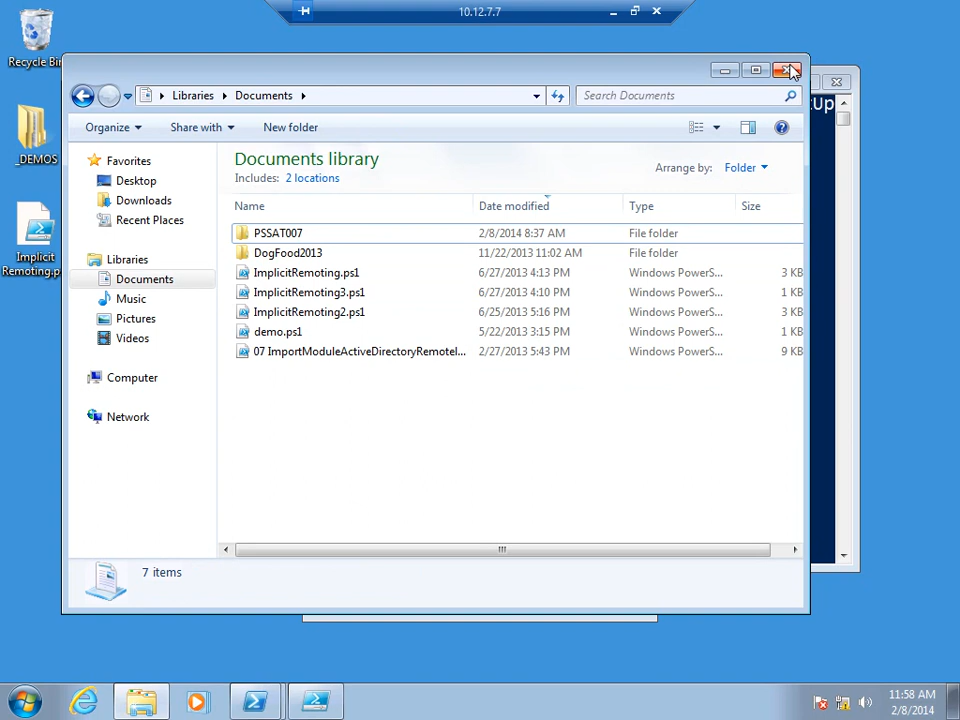 10.12.7.7
Recycle Bin
_DEMOS
Implicit
Remoting.p
Libraries
Documents
Search Documents
Organize
Share with
New folder
Favorites
Desktop
Downloads
Recent Places
Libraries
Documents
Music
Pictures
Videos
Computer
Network
Documents library
Includes: 2 locations
Arrange by: Folder
Name Date modified Type Size
PSSAT007 2/8/2014 8:37 AM File folder
DogFood2013 11/22/2013 11:02 AM File folder
ImplicitRemoting.ps1 6/27/2013 4:13 PM Windows PowerS... 3 KB
ImplicitRemoting3.ps1 6/27/2013 4:10 PM Windows PowerS... 1 KB
ImplicitRemoting2.ps1 6/25/2013 5:16 PM Windows PowerS... 3 KB
demo.ps1 5/22/2013 3:15 PM Windows PowerS... 1 KB
07 ImportModuleActiveDirectoryRemotel... 2/27/2013 5:43 PM Windows PowerS... 9 KB
7 items
Up
11:58 AM
2/8/2014